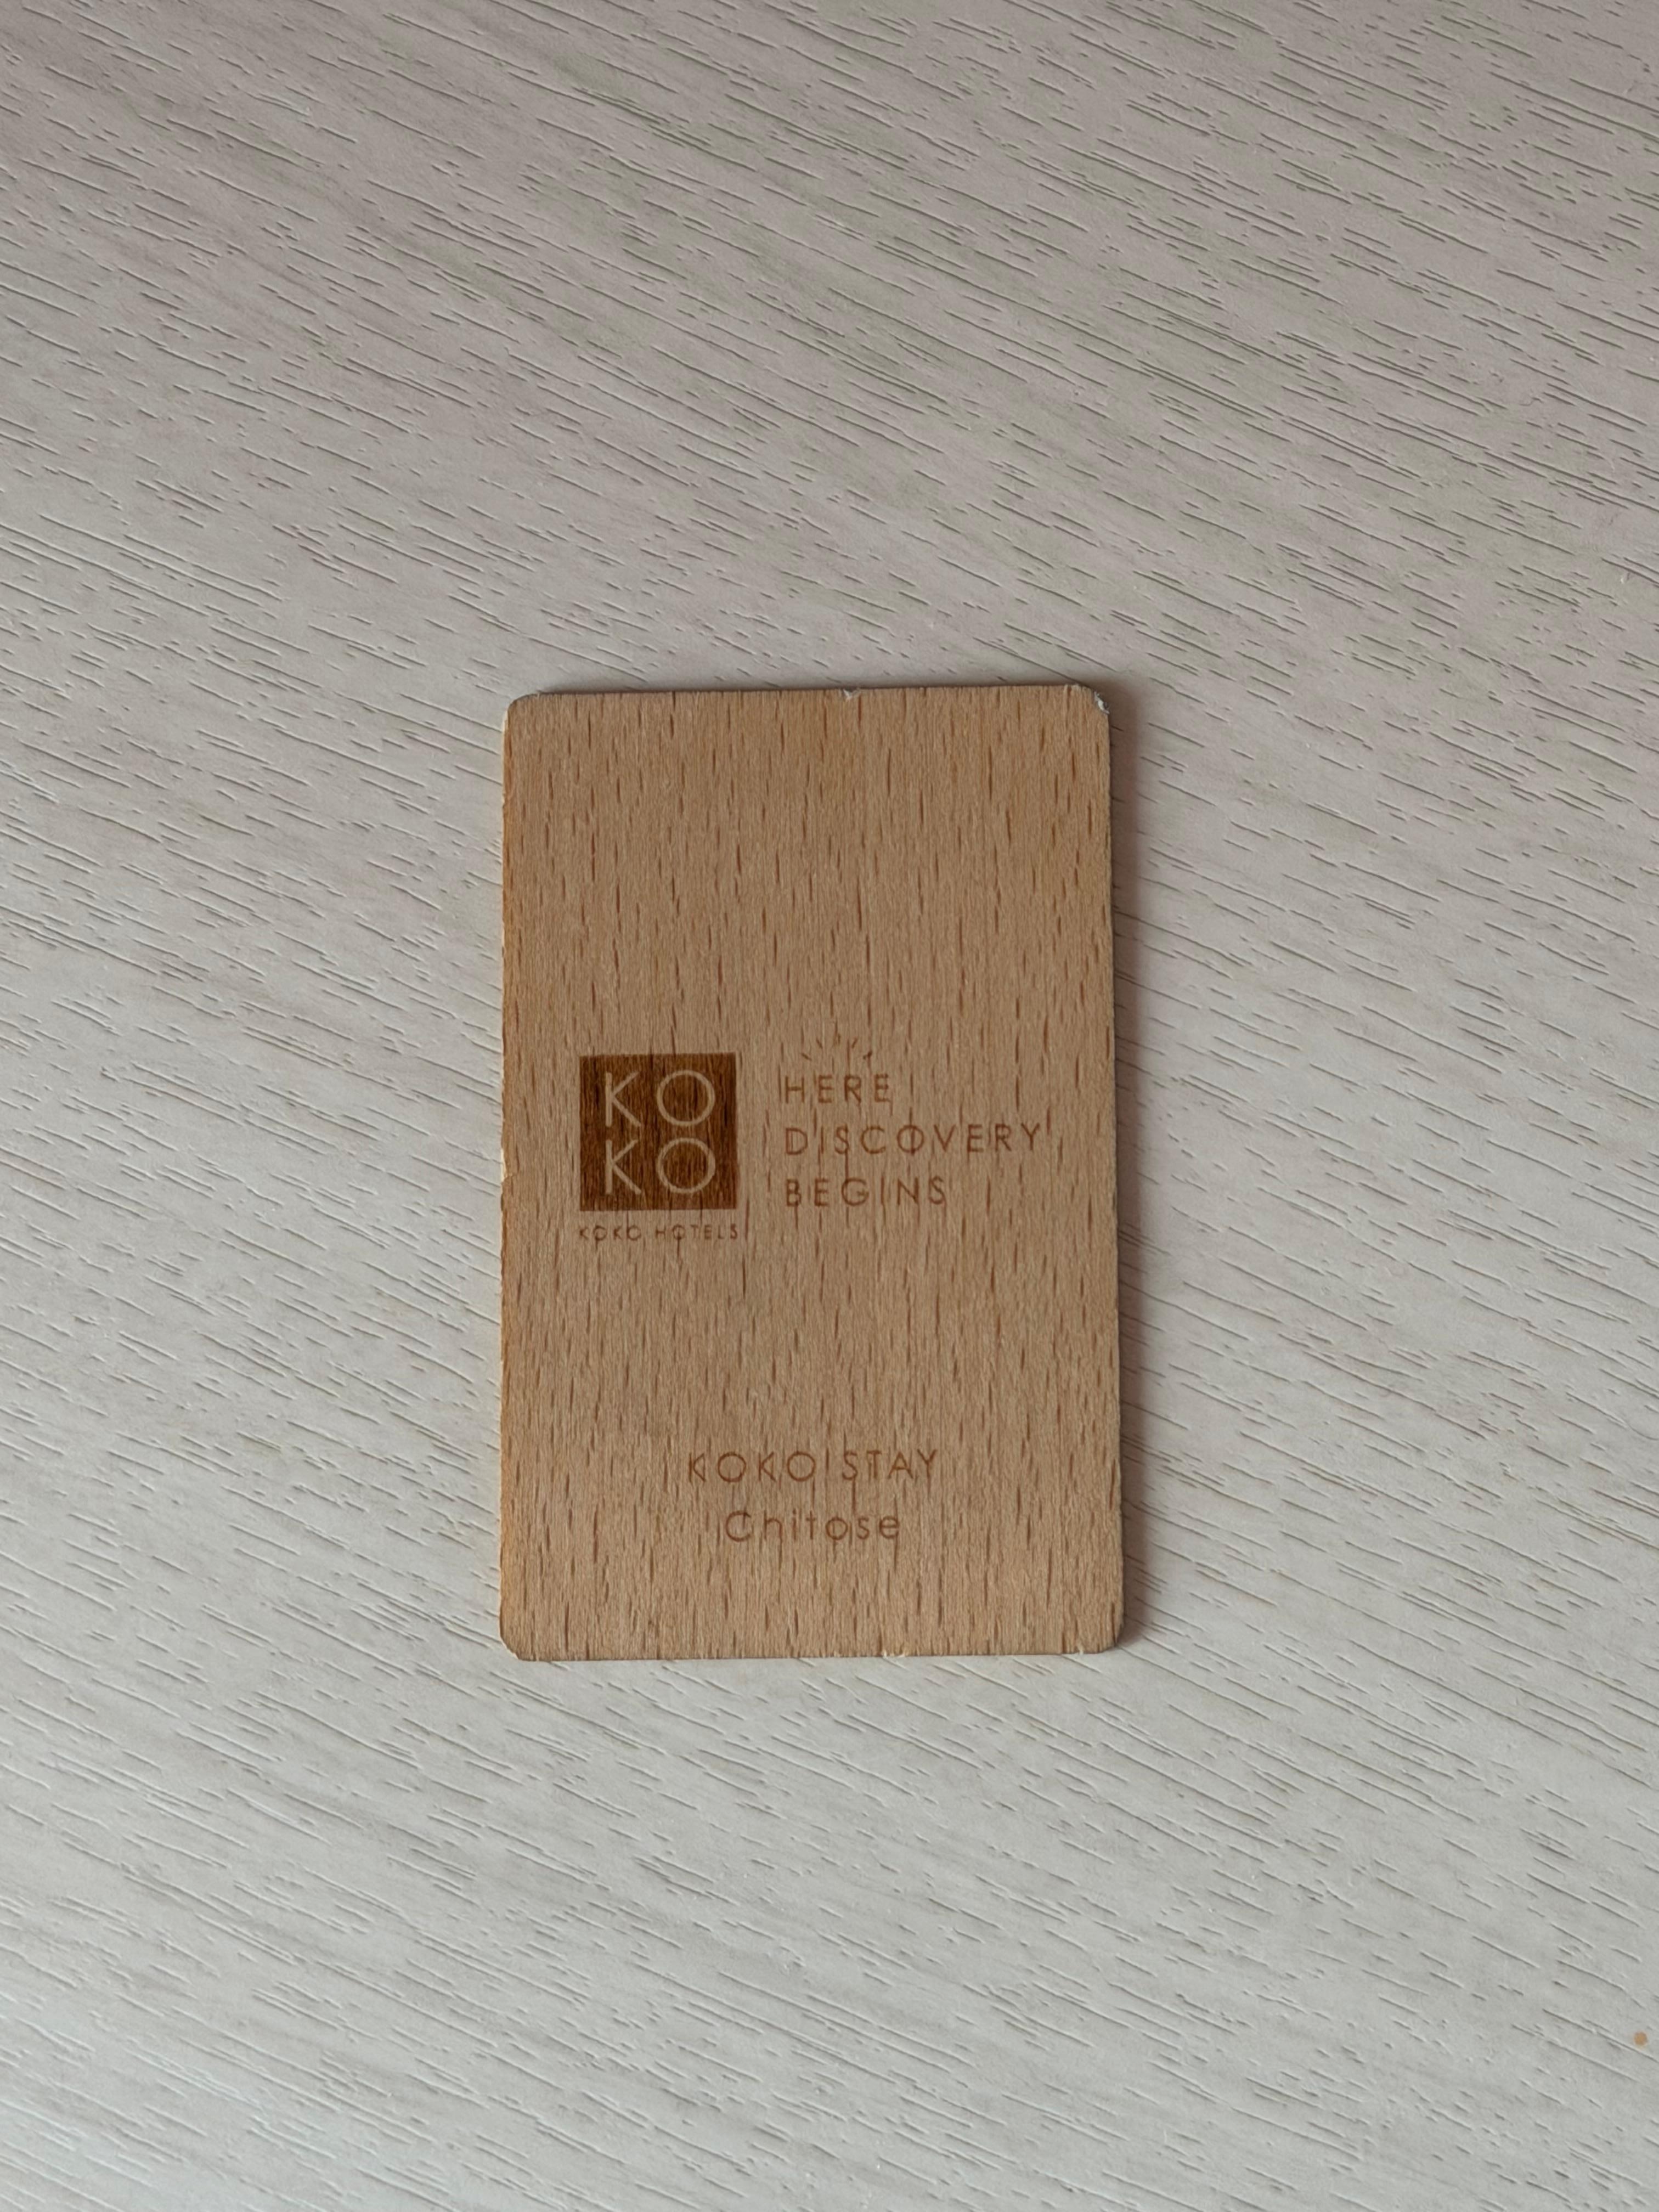 KO
KO
KOKO HOTELS
HERE
DISCOVERY
BEGINS
KOKO STAY
Chitose